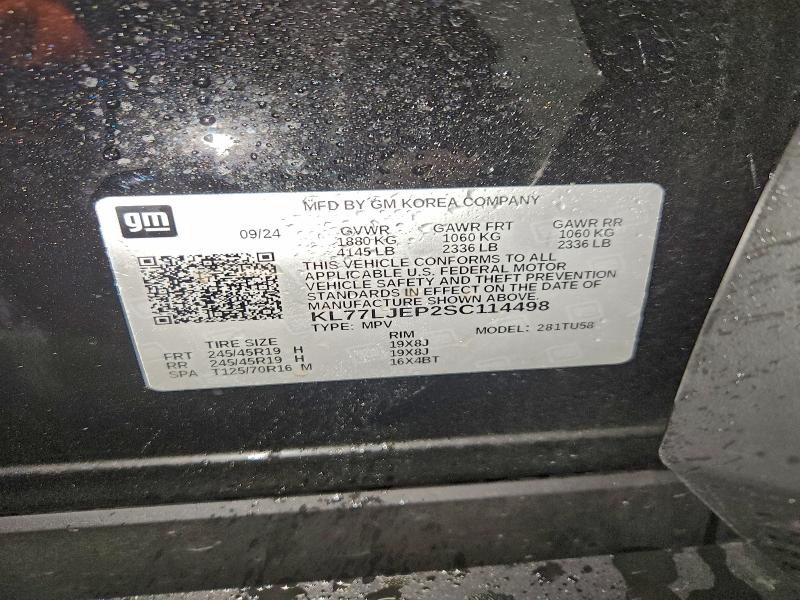 gm
MFD BY GM KOREA COMPANY
09/24 GVWR GAWR FRT GAWR RR
1880 KG 1060 KG 1060 KG
4145 LB 2336 LB 2336 LB
THIS VEHICLE CONFORMS TO ALL
APPLICABLE U.S. FEDERAL MOTOR
VEHICLE SAFETY AND THEFT PREVENTION
STANDARDS IN EFFECT ON THE DATE OF
MANUFACTURE SHOWN ABOVE.
KL77LJEP2SC114498
TYPE: MPV MODEL: 281TU58
TIRE SIZE RIM
FRT 245/45R19 H 19X8J
RR 245/45R19 H 19X8J
SPA T125/70R16 M 16X4BT